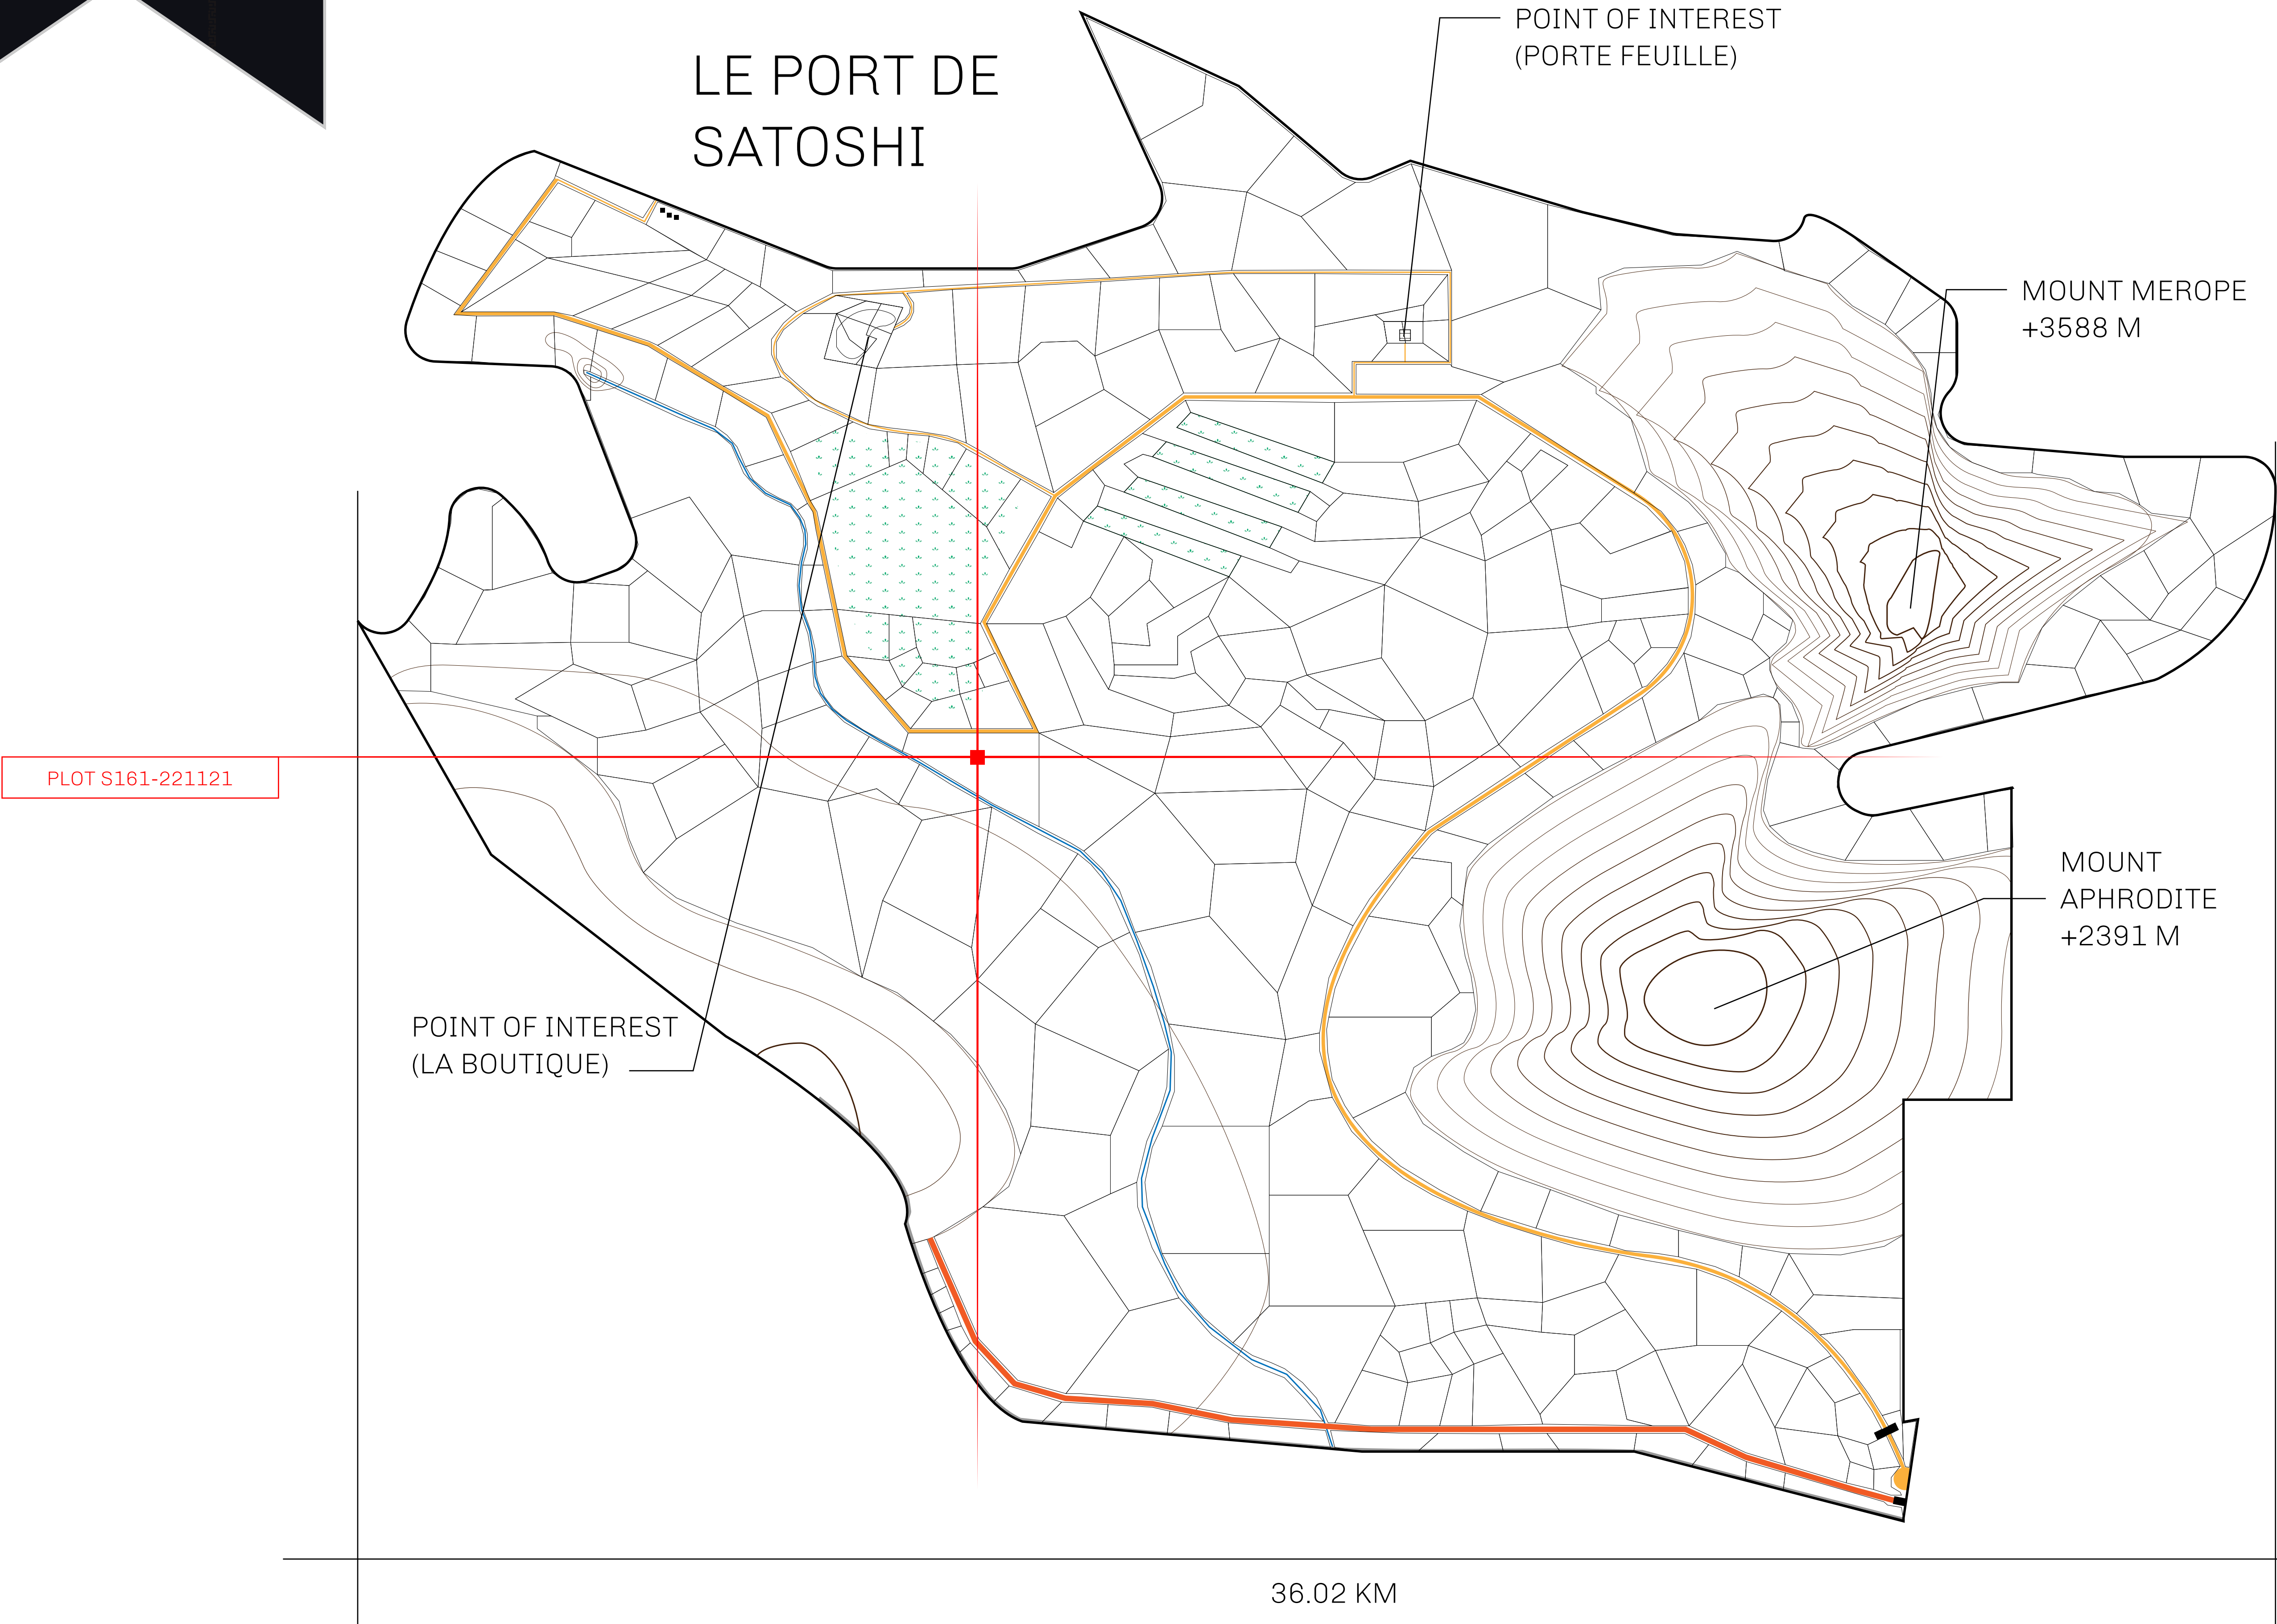 LE PORT DE
SATOSHI
POINT OF INTEREST
(PORTE FEUILLE)
MOUNT MEROPE
+3588 M
PLOT S161-221121
MOUNT
APHRODITE
+2391 M
POINT OF INTEREST
(LA BOUTIQUE)
36.02 KM